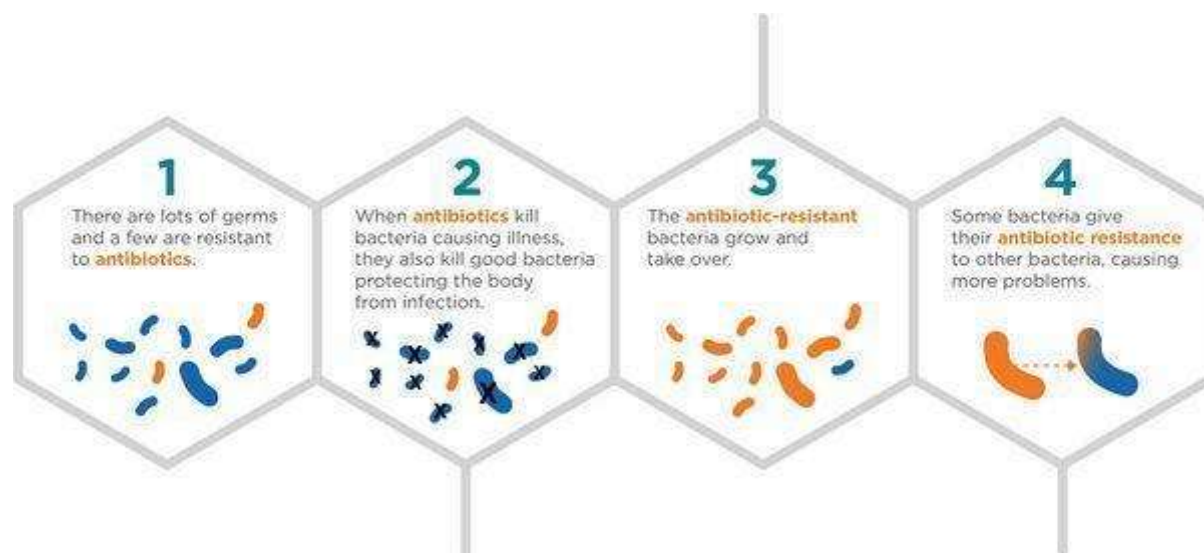 1
There are lots of germs
and a few are resistant
to antibiotics.
2
When antibiotics kill
bacteria causing illness,
they also kill good bacteria
protecting the body
from infection.
3
The antibiotic-resistant
bacteria grow and
take over.
4
Some bacteria give
their antibiotic resistance
to other bacteria, causing
more problems.